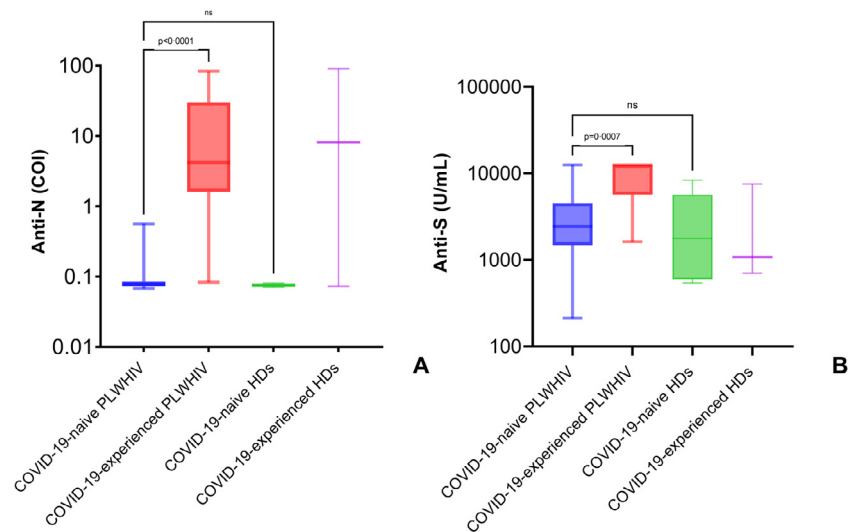 ns
p<0·0001
100
10
1
0.1
0.01
Anti-N (COI)
COVID-19-naive PLWHIV
COVID-19-experienced PLWHIV
COVID-19-naive HDs
COVID-19-experienced HDs
A
ns
p=0·0007
100000
10000
1000
100
Anti-S (U/mL)
COVID-19-naive PLWHIV
COVID-19-experienced PLWHIV
COVID-19-naive HDs
COVID-19-experienced HDs
B